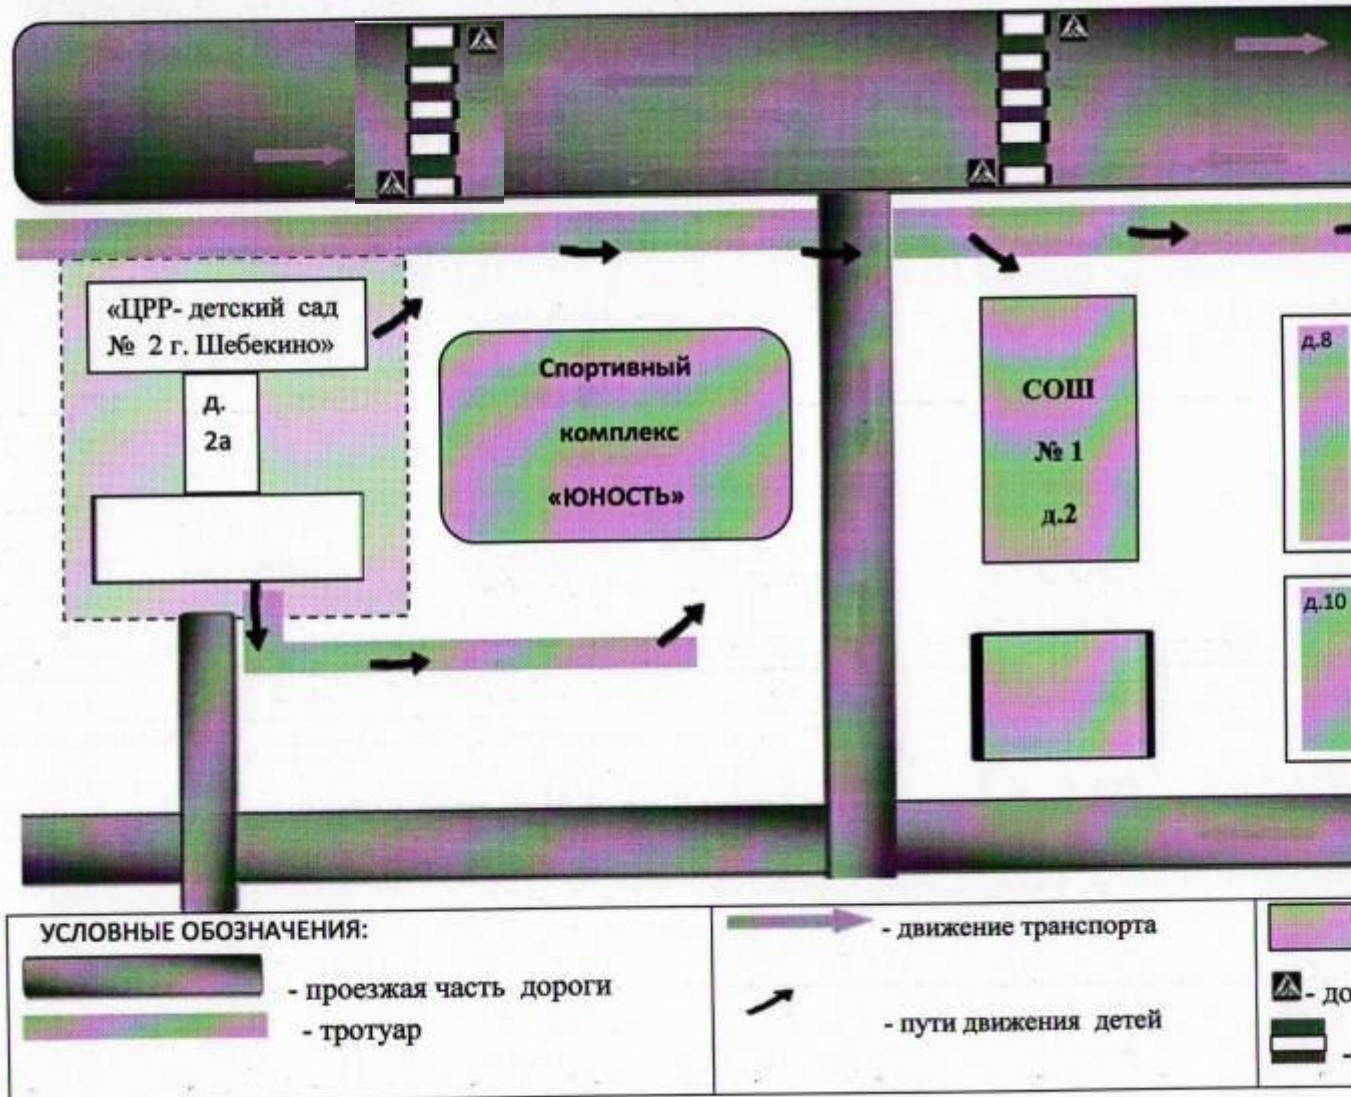 «ЦРР- детский сад
№ 2 г. Шебекино»
д.
2а
Спортивный
комплекс
«ЮНОСТЬ»
СОШ
№ 1
д.2
д.8
д.10
УСЛОВНЫЕ ОБОЗНАЧЕНИЯ:
- проезжая часть дороги
- тротуар
- движение транспорта
- пути движения детей
- до
-